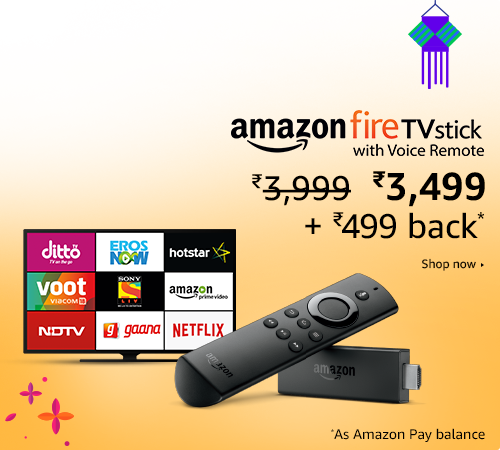 amazon fire TV stick
with Voice Remote
₹3,999 ₹3,499
+ ₹499 back*
Shop now ▸
dittō
TV on the go
EROS
NOW
hotstar
voot
VIACOM 18
SONY
LIV
amazon
prime video
NDTV
g gaana
NETFLIX
amazon
amazon
*As Amazon Pay balance